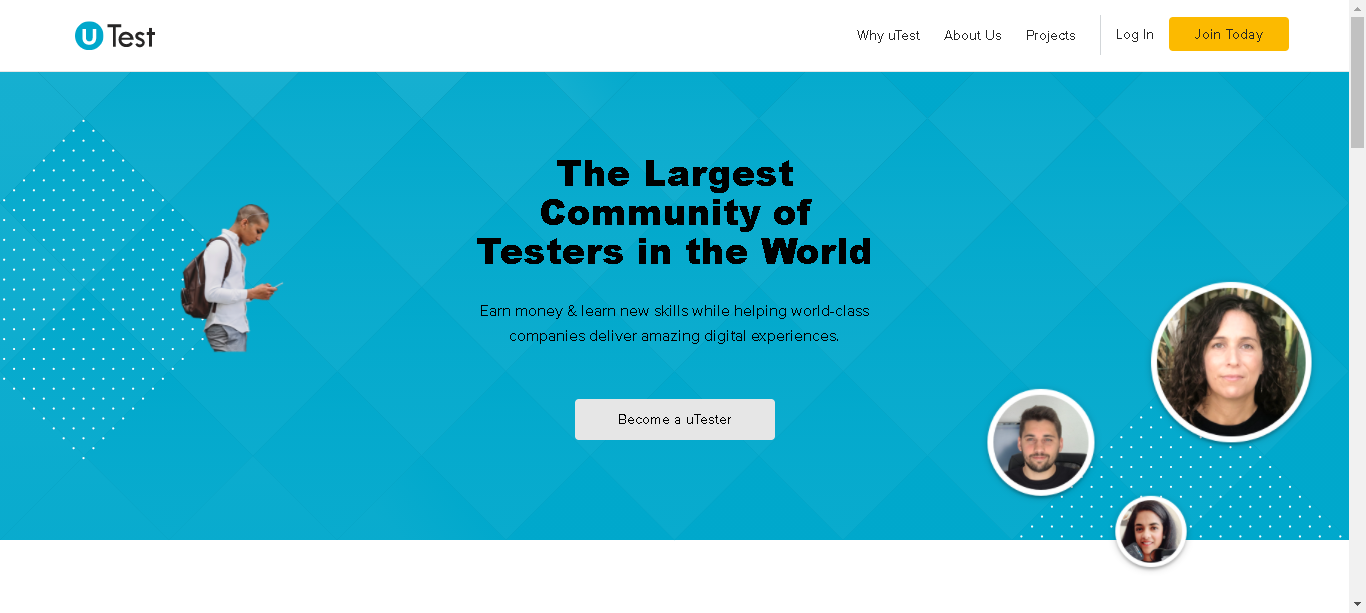 uTest
Why uTest
About Us
Projects
Log In
Join Today
The Largest
Community of
Testers in the World
Earn money & learn new skills while helping world-class
companies deliver amazing digital experiences.
Become a uTester